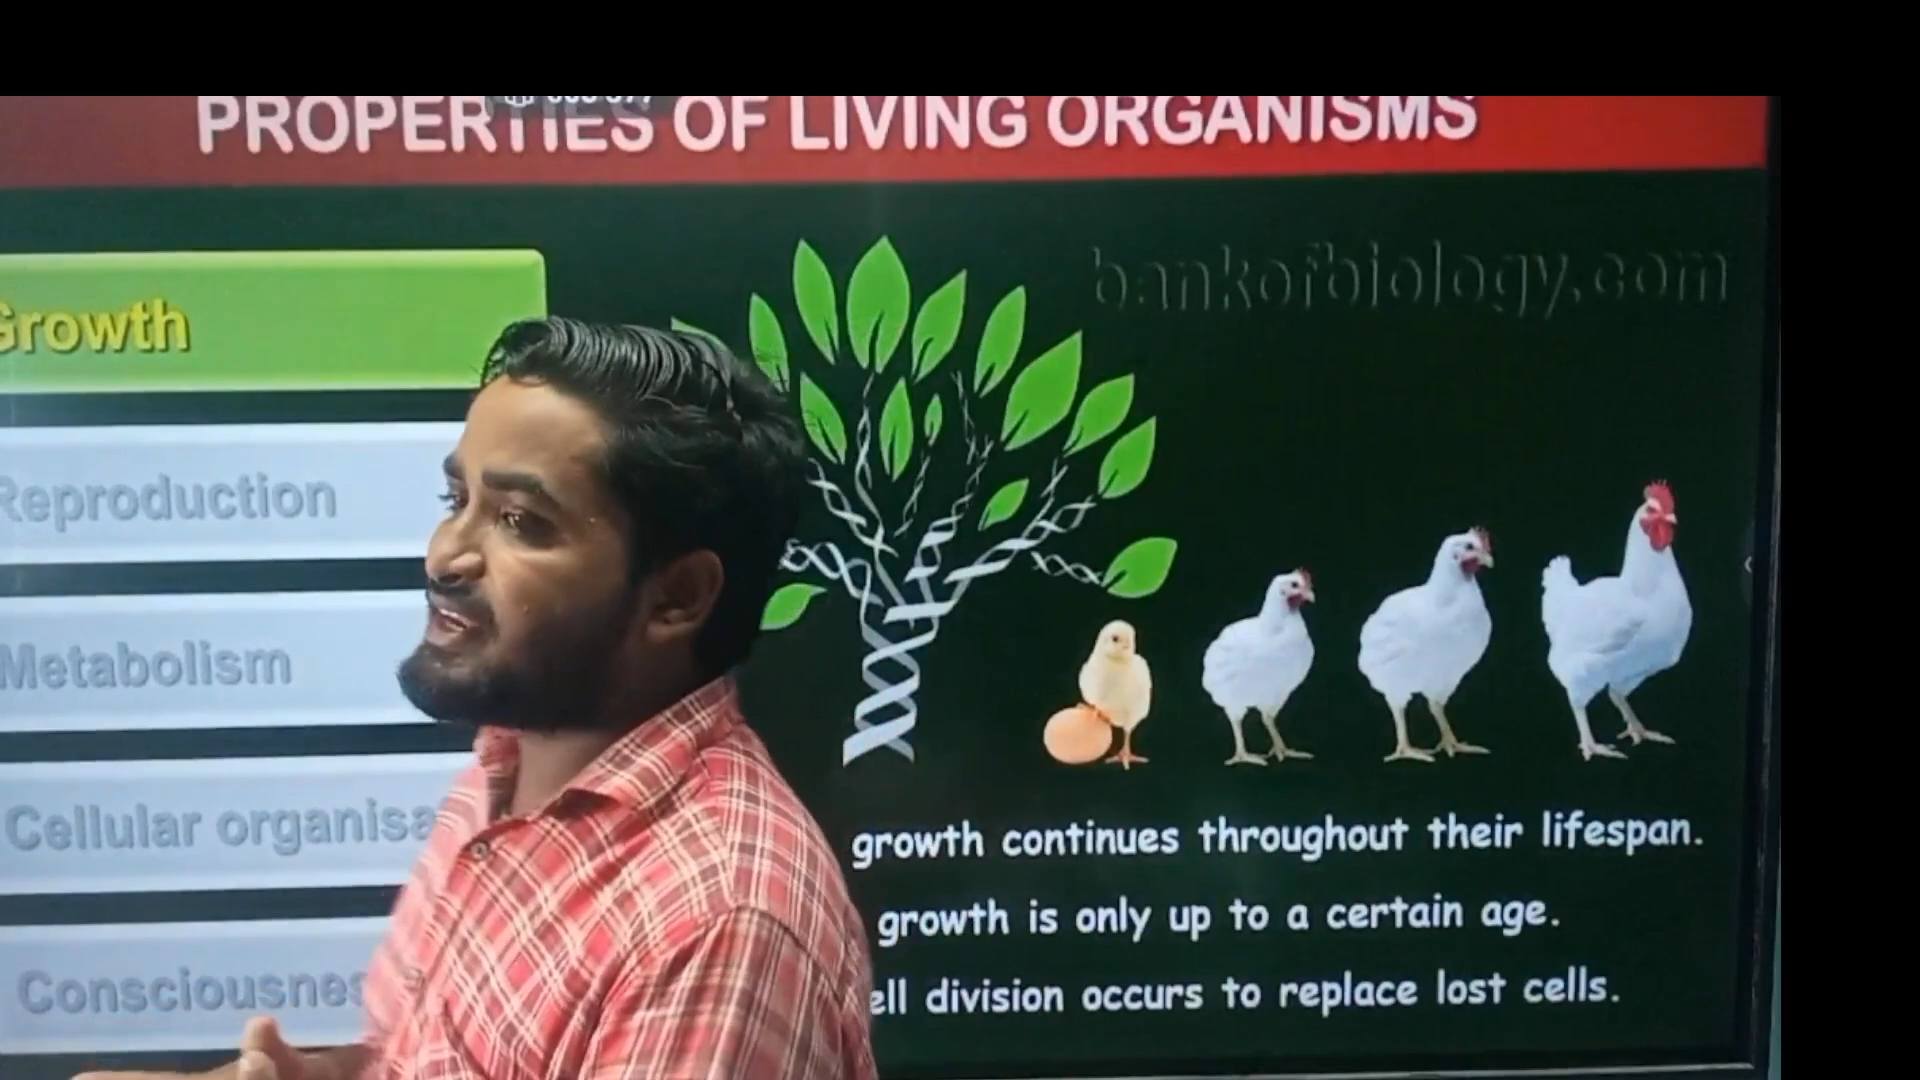 PROPERTIES OF LIVING ORGANISMS
bankofbiology.com
Growth
Reproduction
Metabolism
Cellular organisa
Consciousnes
growth continues throughout their lifespan.
growth is only up to a certain age.
ell division occurs to replace lost cells.